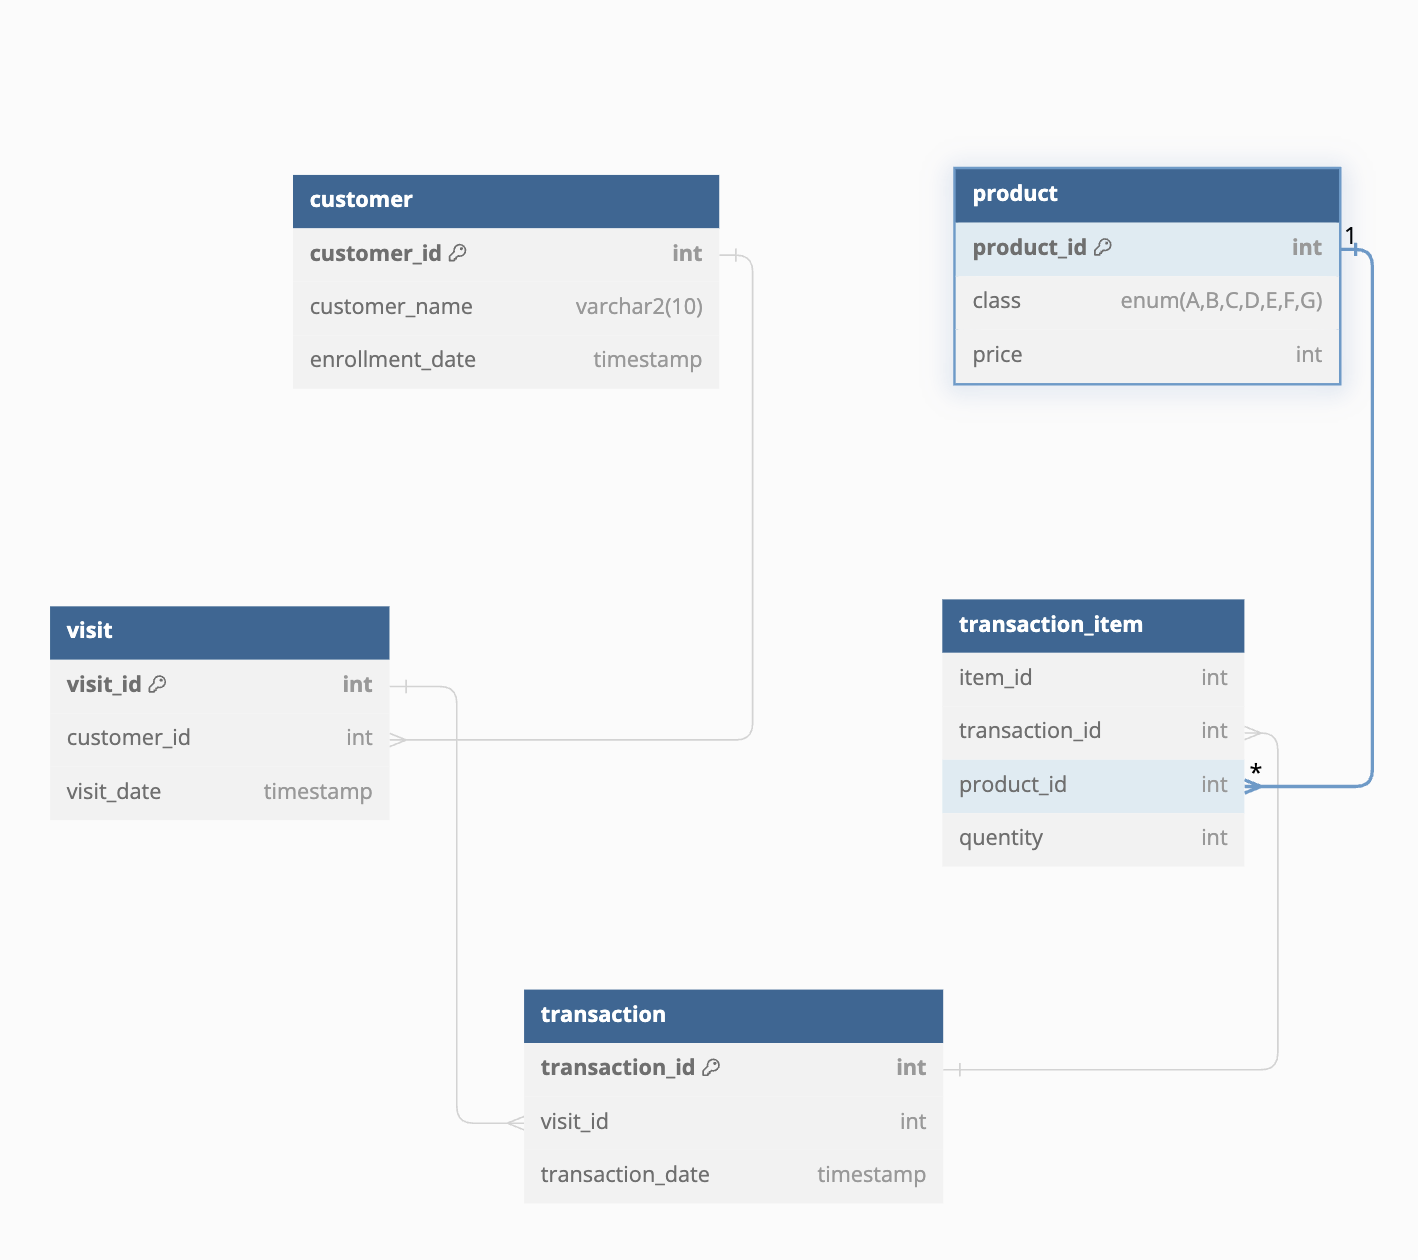 customer
customer_id int
customer_name varchar2(10)
enrollment_date timestamp
product
product_id int
class enum(A,B,C,D,E,F,G)
price int
1
visit
visit_id int
customer_id int
visit_date timestamp
transaction_item
item_id int
transaction_id int
product_id int
*
quentity int
transaction
transaction_id int
visit_id int
transaction_date timestamp